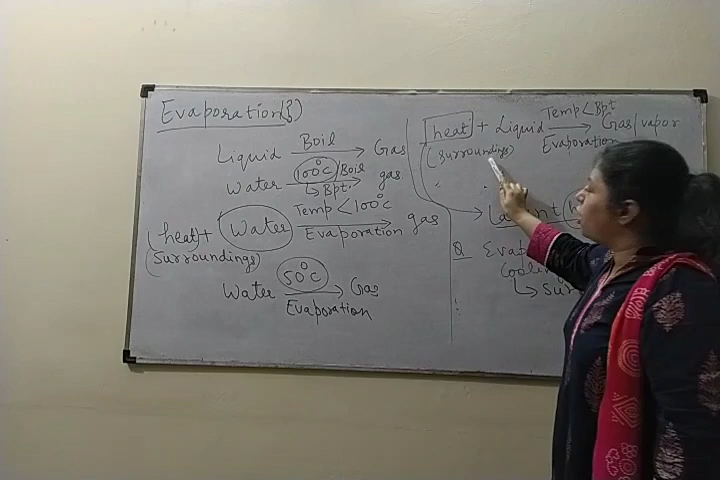 Evaporation(})
Liquid Boil → Gas
Water 100°C/Boil → gas
↳ Bpt.
(heat) + Water Temp < 100°C → gas
Evaporation
(Surroundings)
Water 50°C → Gas
Evaporation
heat + Liquid Temp < Bpt → Gas/vapor
Evaporation
(Surroundings)
Latent
Q